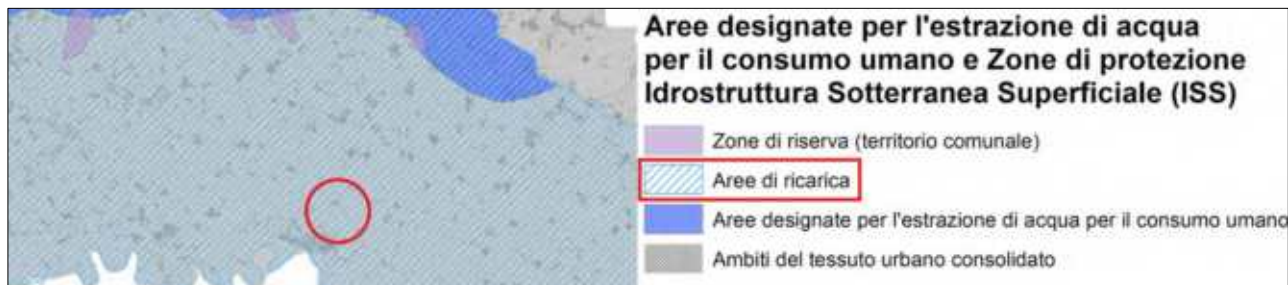 Aree designate per l'estrazione di acqua
per il consumo umano e Zone di protezione
Idrostruttura Sotterranea Superficiale (ISS)
Zone di riserva (territorio comunale)
Aree di ricarica
Aree designate per l'estrazione di acqua per il consumo umano
Ambiti del tessuto urbano consolidato